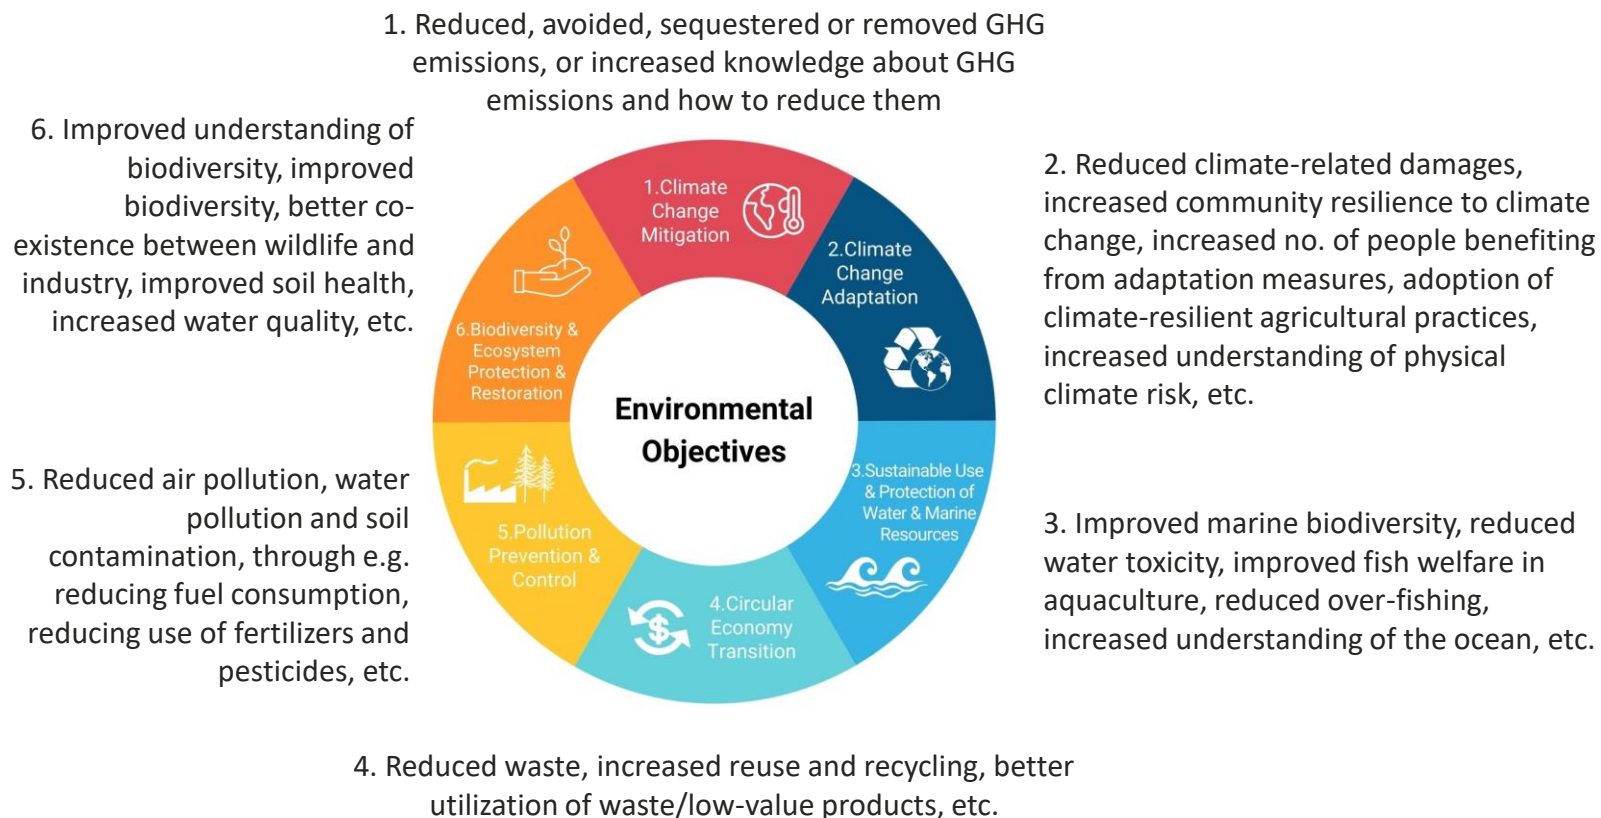 1. Reduced, avoided, sequestered or removed GHG
emissions, or increased knowledge about GHG
emissions and how to reduce them
6. Improved understanding of
biodiversity, improved
biodiversity, better co-
existence between wildlife and
industry, improved soil health,
increased water quality, etc.
2. Reduced climate-related damages,
increased community resilience to climate
change, increased no. of people benefiting
from adaptation measures, adoption of
climate-resilient agricultural practices,
increased understanding of physical
climate risk, etc.
1.Climate
Change
Mitigation
2.Climate
Change
Adaptation
6.Biodiversity &
Ecosystem
Protection &
Restoration
Environmental
Objectives
3.Sustainable Use
& Protection of
Water & Marine
Resources
5.Pollution
Prevention &
Control
4.Circular
Economy
Transition
$
5. Reduced air pollution, water
pollution and soil
contamination, through e.g.
reducing fuel consumption,
reducing use of fertilizers and
pesticides, etc.
3. Improved marine biodiversity, reduced
water toxicity, improved fish welfare in
aquaculture, reduced over-fishing,
increased understanding of the ocean, etc.
4. Reduced waste, increased reuse and recycling, better
utilization of waste/low-value products, etc.